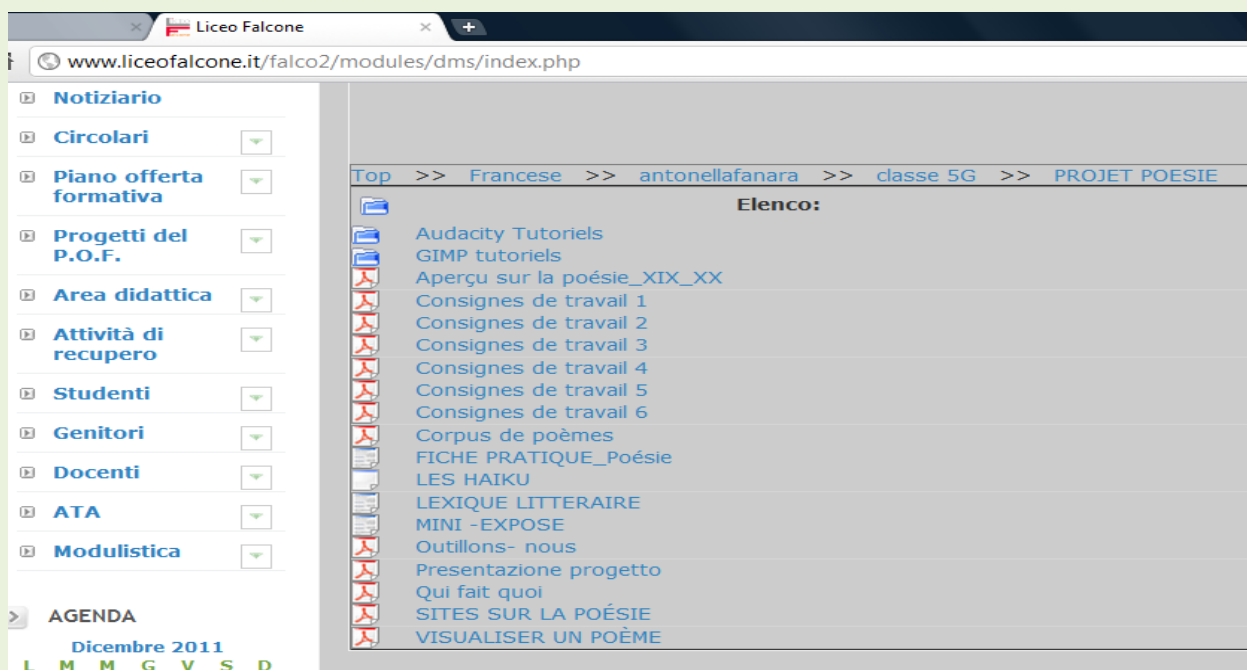 Liceo Falcone
www.liceofalcone.it/falco2/modules/dms/index.php
Notiziario
Circolari
Piano offerta
formativa
Progetti del
P.O.F.
Area didattica
Attività di
recupero
Studenti
Genitori
Docenti
ATA
Modulistica
AGENDA
Dicembre 2011
L M M G V S D
Top >> Francese >> antonellafanara >> classe 5G >> PROJET POESIE
Elenco:
Audacity Tutoriels
GIMP tutoriels
Aperçu sur la poésie_XIX_XX
Consignes de travail 1
Consignes de travail 2
Consignes de travail 3
Consignes de travail 4
Consignes de travail 5
Consignes de travail 6
Corpus de poèmes
FICHE PRATIQUE_Poésie
LES HAIKU
LEXIQUE LITTERAIRE
MINI -EXPOSE
Outillons- nous
Presentazione progetto
Qui fait quoi
SITES SUR LA POÉSIE
VISUALISER UN POÈME